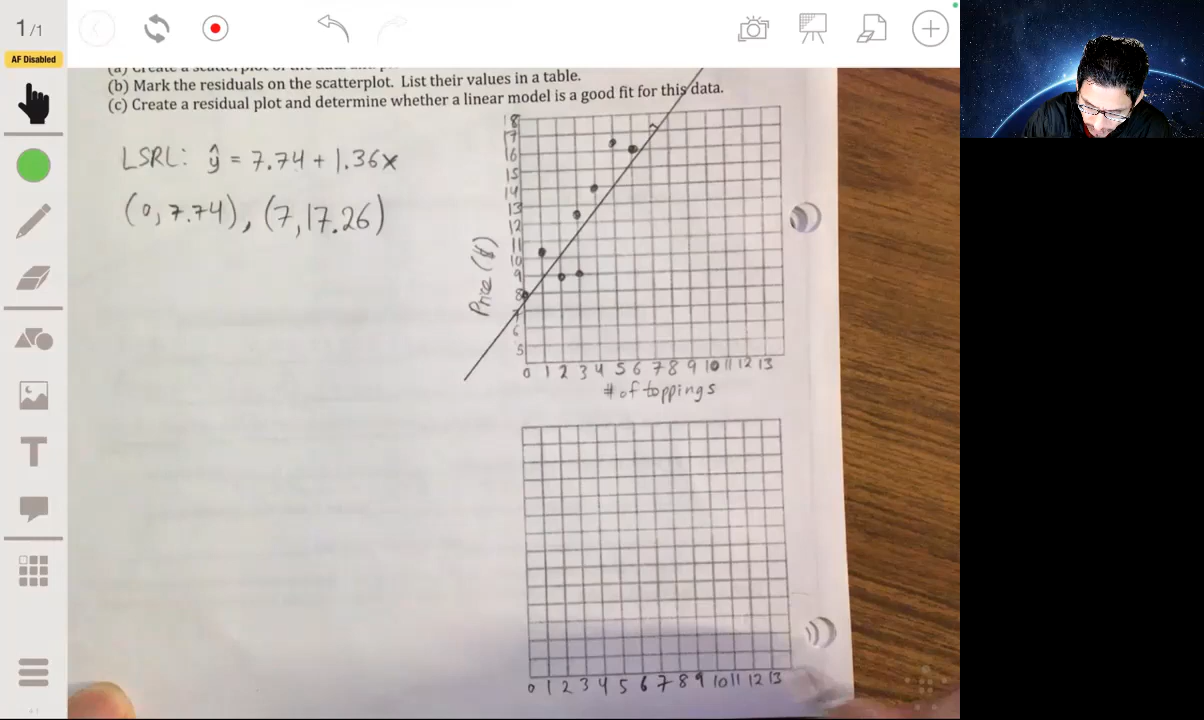 1/1
AF Disabled
(b) Mark the residuals on the scatterplot. List their values in a table.
(c) Create a residual plot and determine whether a linear model is a good fit for this data.
LSRL: ŷ = 7.74 + 1.36x
(0, 7.74), (7, 17.26)
Price ($)
18
17
16
15
14
13
12
11
10
9
8
7
6
5
0 1 2 3 4 5 6 7 8 9 10 11 12 13
# of toppings
0 1 2 3 4 5 6 7 8 9 10 11 12 13
T